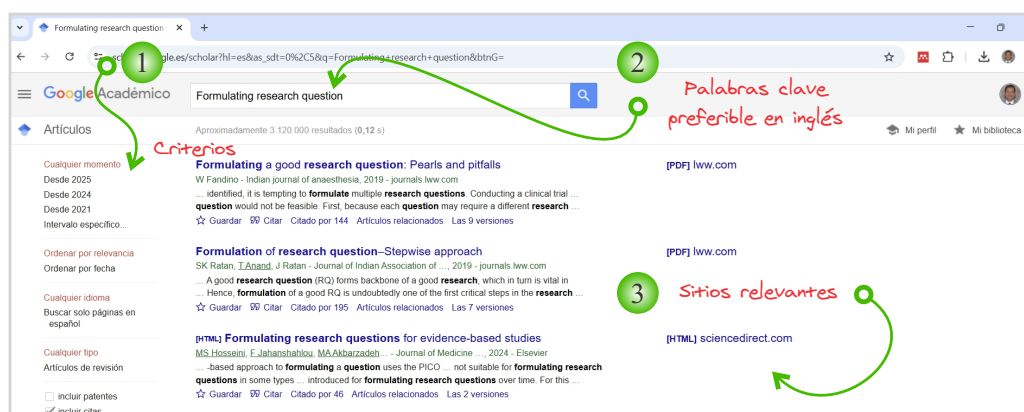 Formulating research question
gle.es/scholar?hl=es&as_sdt=0%2C5&q=Formulating+research+question&btnG=
1
2
Google Académico
Formulating research question
Palabras clave
preferible en inglés
Artículos
Aproximadamente 3 120 000 resultados (0,12 s)
Mi perfil
Mi biblioteca
Criterios
Cualquier momento
Desde 2025
Desde 2024
Desde 2021
Intervalo específico...
Ordenar por relevancia
Ordenar por fecha
Cualquier idioma
Buscar solo páginas en
español
Cualquier tipo
Artículos de revisión
incluir patentes
incluir citas
Formulating a good research question: Pearls and pitfalls
[PDF] lww.com
W Fandino - Indian journal of anaesthesia, 2019 - journals.lww.com
... identified, it is tempting to formulate multiple research questions. Conducting a clinical trial ...
question would not be feasible. First, because each question may require a different research ...
Guardar Citar Citado por 144 Artículos relacionados Las 9 versiones
Formulation of research question–Stepwise approach
[PDF] lww.com
SK Ratan, T Anand, J Ratan - Journal of Indian Association of ..., 2019 - journals.lww.com
... A good research question (RQ) forms backbone of a good research, which in turn is vital in
... Hence, formulation of a good RQ is undoubtedly one of the first critical steps in the research ...
Guardar Citar Citado por 195 Artículos relacionados Las 7 versiones
3
Sitios relevantes
[HTML] Formulating research questions for evidence-based studies
[HTML] sciencedirect.com
MS Hosseini, F Jahanshahlou, MA Akbarzadeh... - Journal of Medicine ..., 2024 - Elsevier
... -based approach to formulating a question uses the PICO ... not suitable for formulating research
questions in some types ... introduced for formulating research questions over time. For this ...
Guardar Citar Citado por 46 Artículos relacionados Las 2 versiones